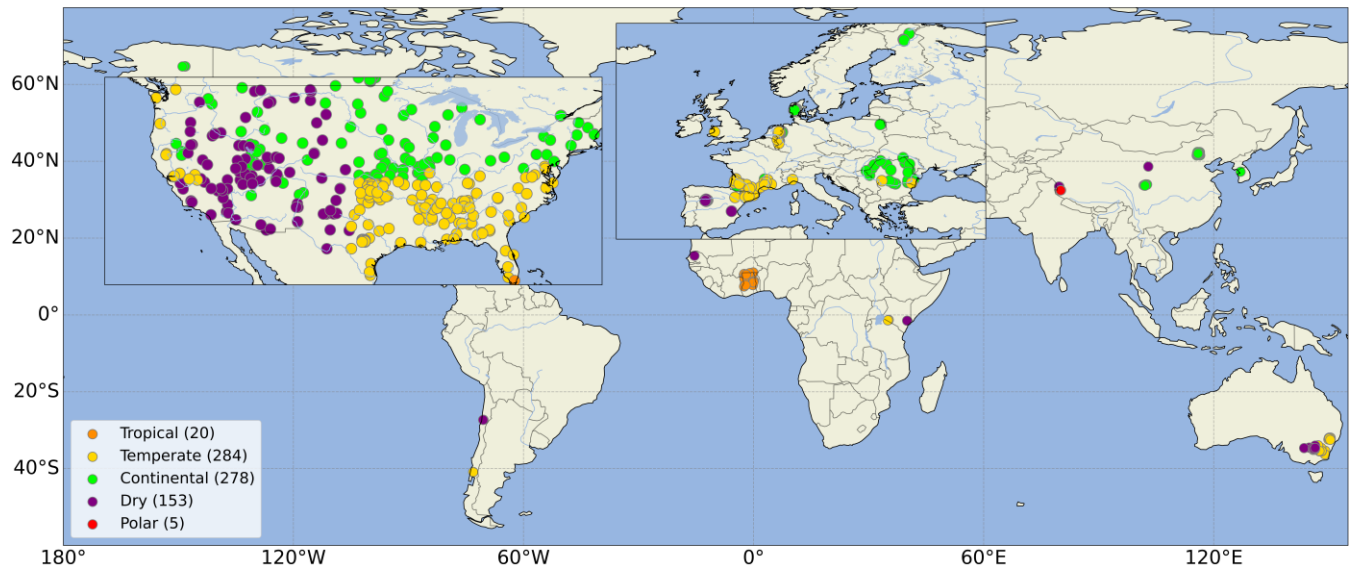 60°N
40°N
20°N
0°
20°S
40°S
Tropical (20)
Temperate (284)
Continental (278)
Dry (153)
Polar (5)
180° 120°W 60°W 0° 60°E 120°E